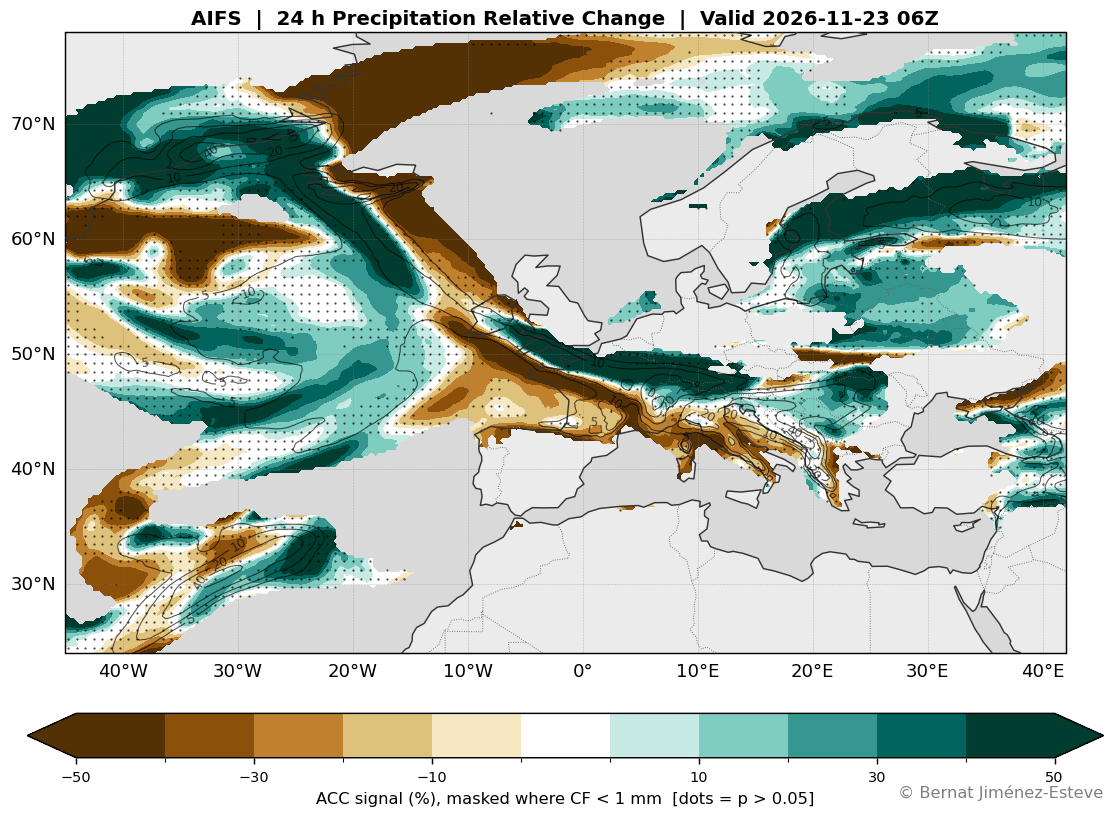 AIFS | 24 h Precipitation Relative Change | Valid 2026-11-23 06Z
70°N
60°N
50°N
40°N
30°N
40°W
30°W
20°W
10°W
0°
10°E
20°E
30°E
40°E
−50
−30
−10
10
30
50
ACC signal (%), masked where CF < 1 mm [dots = p > 0.05]
© Bernat Jiménez-Esteve